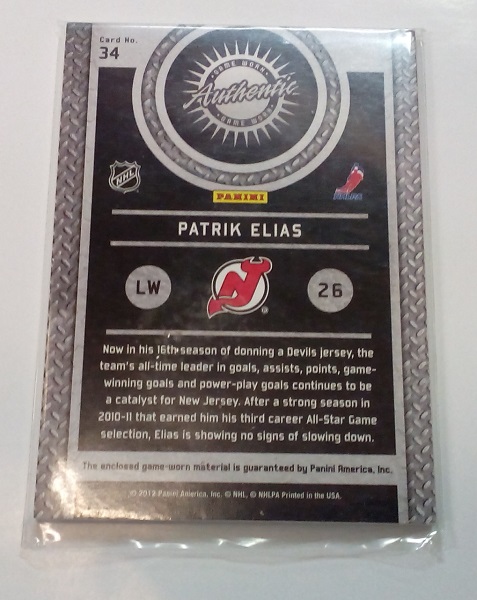 Card No.
34
GAME WORN
Authentic
GAME WORN
NHL
NHLPA
PANINI
PATRIK ELIAS
LW
NJ
26
Now in his 16th season of donning a Devils jersey, the
team's all-time leader in goals, assists, points, game-
winning goals and power-play goals continues to be
a catalyst for New Jersey. After a strong season in
2010-11 that earned him his third career All-Star Game
selection, Elias is showing no signs of slowing down.
The enclosed game-worn material is guaranteed by Panini America, Inc.
© 2012 Panini America, Inc. © NHL. © NHLPA Printed in the USA.